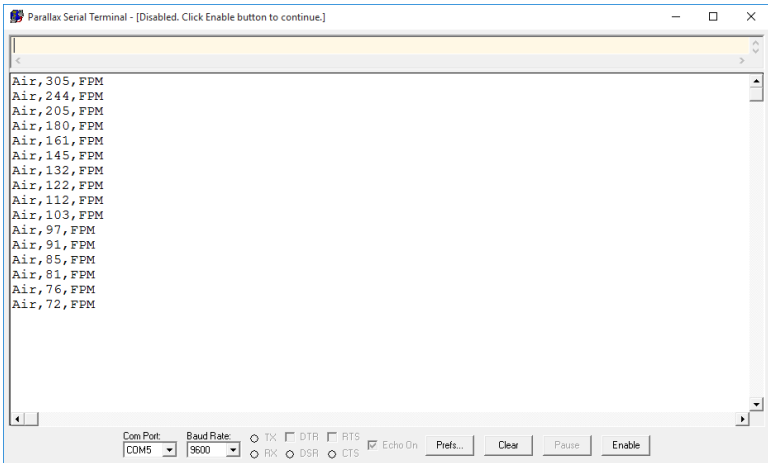 Parallax Serial Terminal - [Disabled. Click Enable button to continue.]
Air,305,FPM
Air,244,FPM
Air,205,FPM
Air,180,FPM
Air,161,FPM
Air,145,FPM
Air,132,FPM
Air,122,FPM
Air,112,FPM
Air,103,FPM
Air,97,FPM
Air,91,FPM
Air,85,FPM
Air,81,FPM
Air,76,FPM
Air,72,FPM
Com Port: Baud Rate: TX DTR RTS
COM5 9600 RX DSR CTS Echo On Prefs... Clear Pause Enable